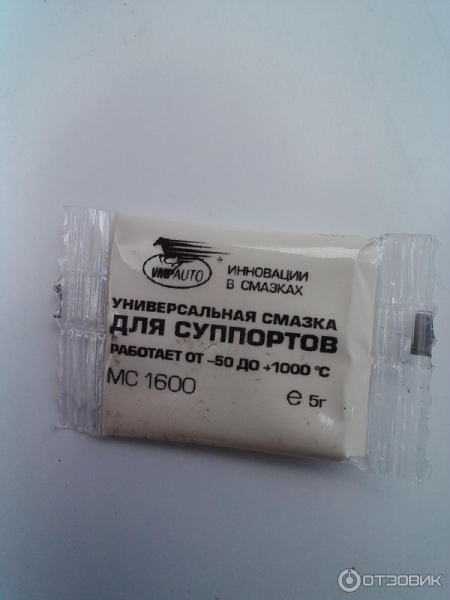 VMPAUTO ®
ИННОВАЦИИ
В СМАЗКАХ
УНИВЕРСАЛЬНАЯ СМАЗКА
ДЛЯ СУППОРТОВ
РАБОТАЕТ ОТ –50 ДО +1000 °С
МС 1600
℮ 5г
ОТЗОВИК